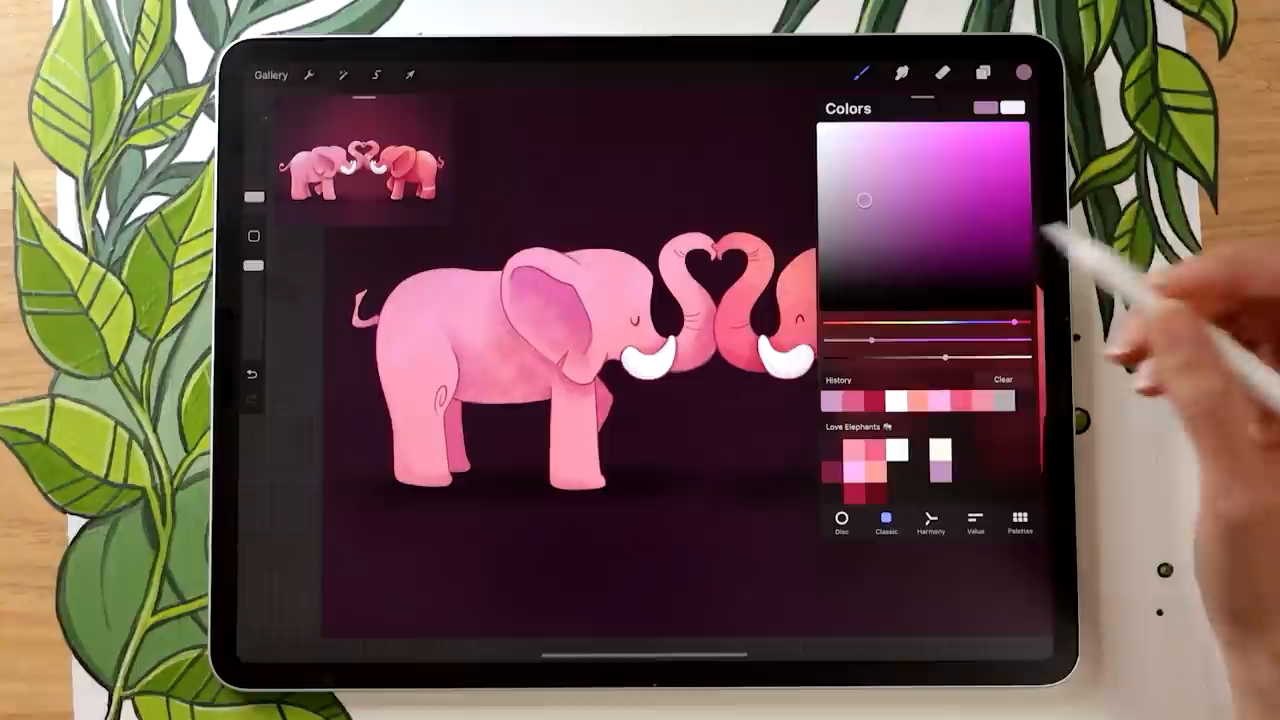 Gallery
Colors
History Clear
Love Elephants 🐘
Disc Classic Harmony Value Palettes